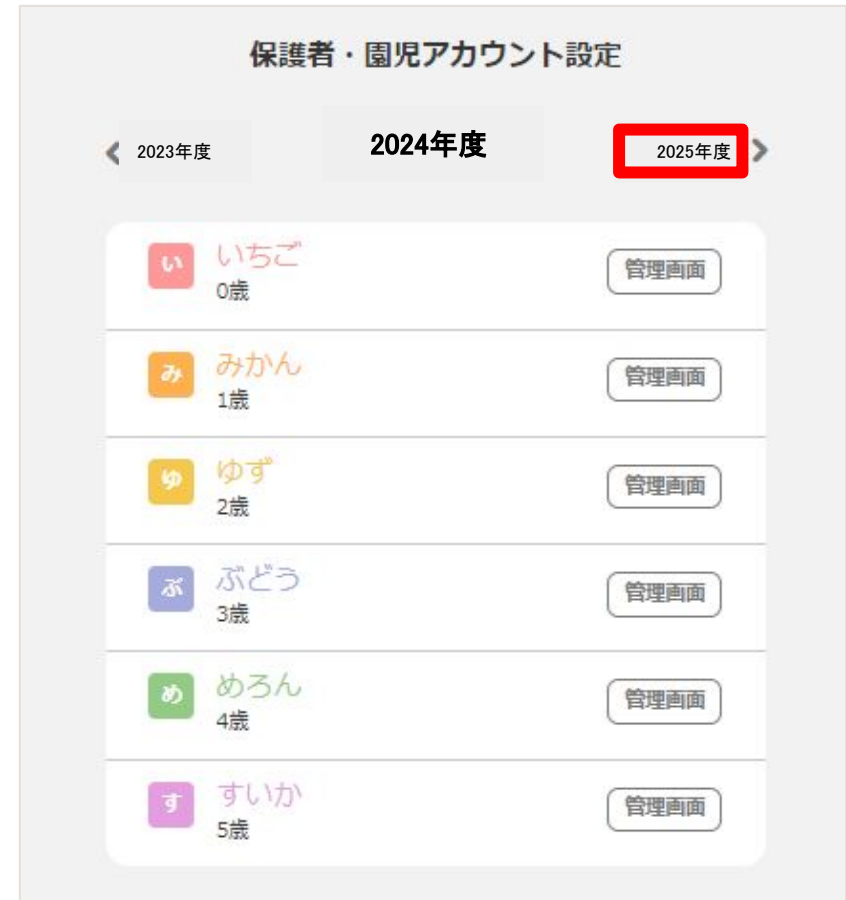 保護者・園児アカウント設定
2023年度 2024年度 2025年度
い いちご 管理画面
0歳
み みかん 管理画面
1歳
ゆ ゆず 管理画面
2歳
ぶ ぶどう 管理画面
3歳
め めろん 管理画面
4歳
す すいか 管理画面
5歳